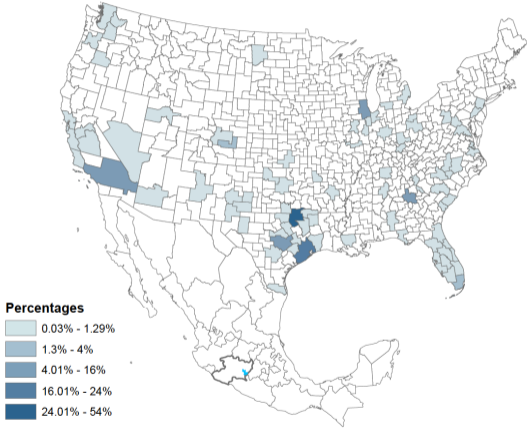 Percentages
0.03% - 1.29%
1.3% - 4%
4.01% - 16%
16.01% - 24%
24.01% - 54%